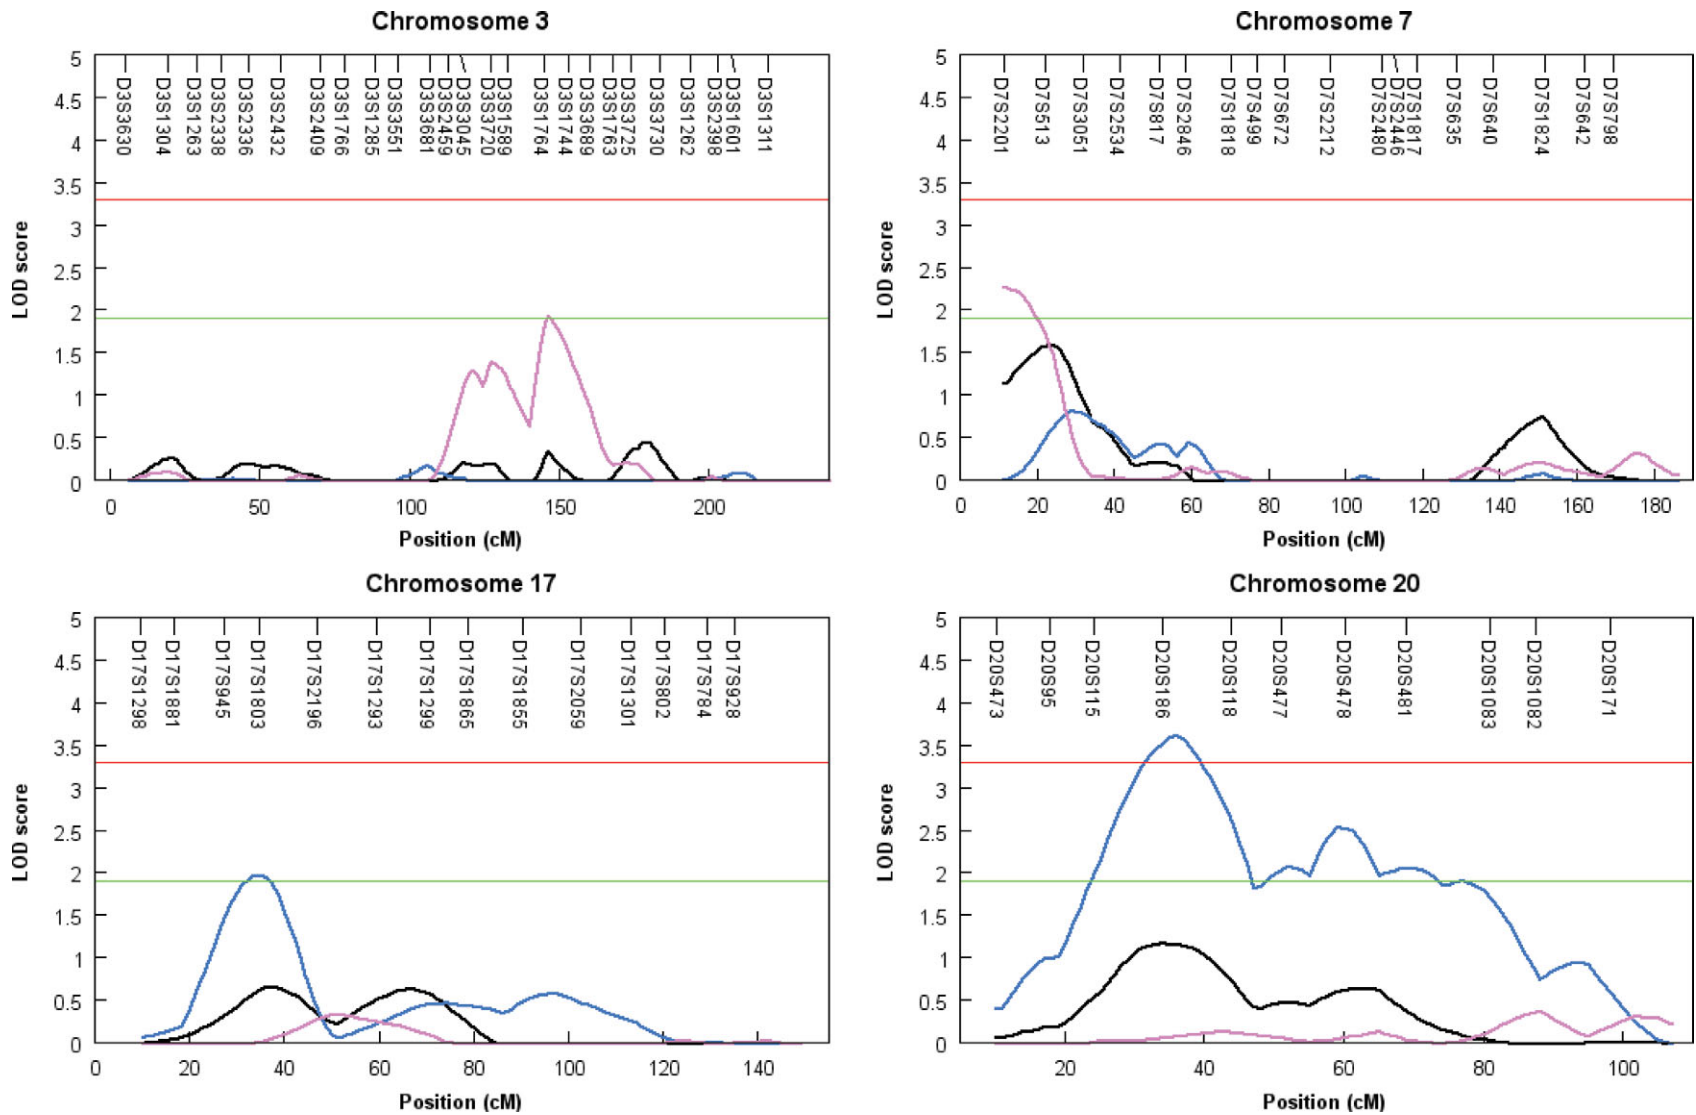 Chromosome 3
5
4.5
4
3.5
3
2.5
2
1.5
1
0.5
0
LOD score
D3S3630
D3S1304
D3S1263
D3S2338
D3S2336
D3S2432
D3S2409
D3S1766
D3S1285
D3S3551
D3S3681
D3S2459
D3S3045
D3S3720
D3S1589
D3S1764
D3S1744
D3S3689
D3S1763
D3S3725
D3S3730
D3S1262
D3S2398
D3S1601
D3S1311
0 50 100 150 200
Position (cM)
Chromosome 7
5
4.5
4
3.5
3
2.5
2
1.5
1
0.5
0
LOD score
D7S2201
D7S513
D7S3051
D7S2534
D7S817
D7S2846
D7S1818
D7S499
D7S672
D7S2212
D7S2480
D7S2446
D7S1817
D7S635
D7S640
D7S1824
D7S642
D7S798
0 20 40 60 80 100 120 140 160 180
Position (cM)
Chromosome 17
5
4.5
4
3.5
3
2.5
2
1.5
1
0.5
0
LOD score
D17S1298
D17S1881
D17S945
D17S1803
D17S2196
D17S1293
D17S1299
D17S1865
D17S1855
D17S2059
D17S1301
D17S802
D17S784
D17S928
0 20 40 60 80 100 120 140
Position (cM)
Chromosome 20
5
4.5
4
3.5
3
2.5
2
1.5
1
0.5
0
LOD score
D20S473
D20S95
D20S115
D20S186
D20S118
D20S477
D20S478
D20S481
D20S1083
D20S1082
D20S171
20 40 60 80 100
Position (cM)